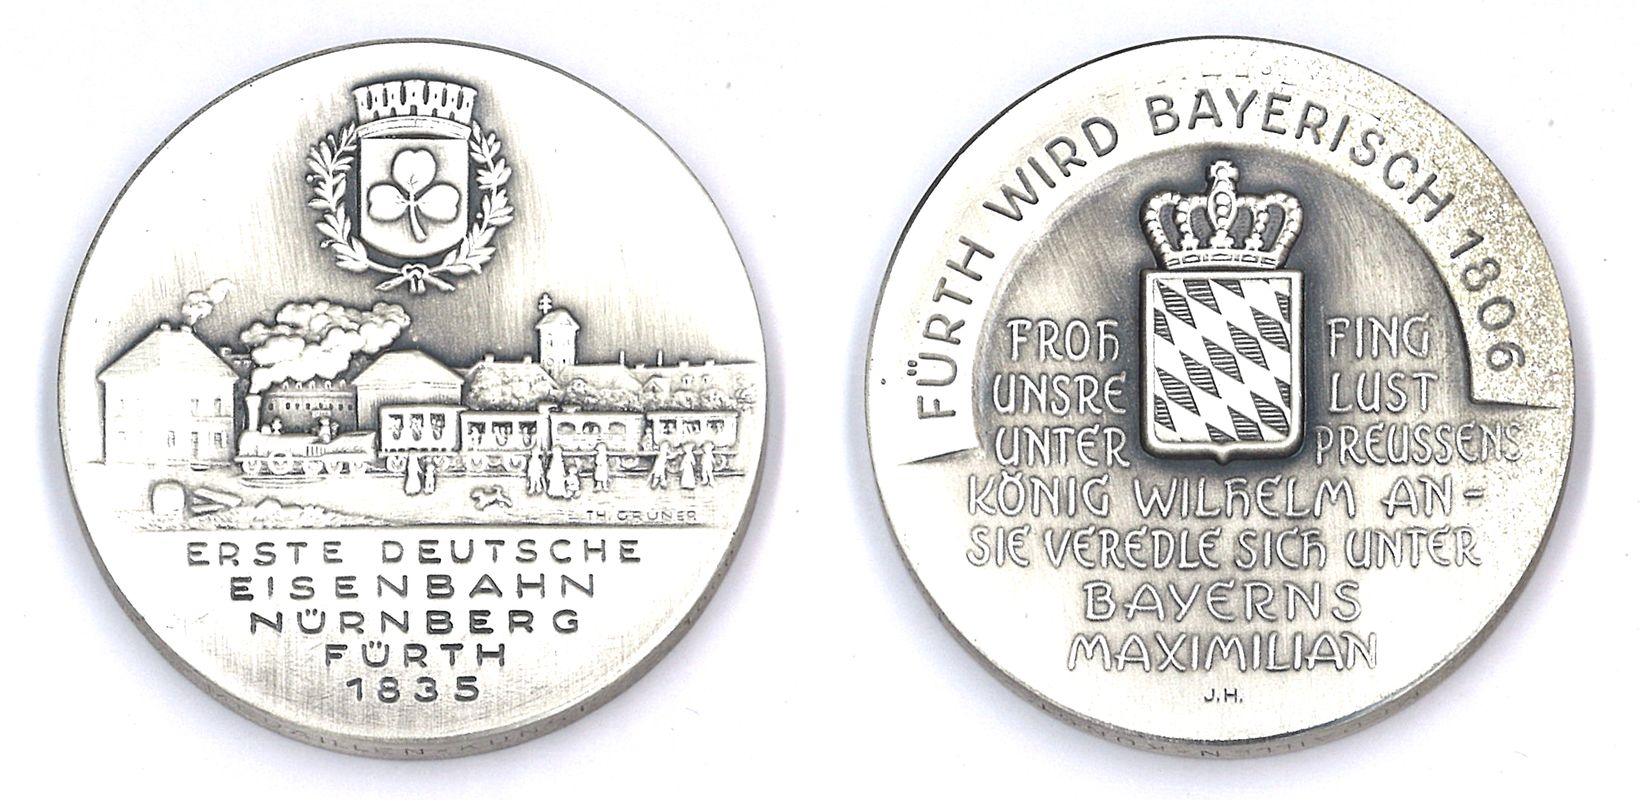 TH. GRÜNER
ERSTE DEUTSCHE
EISENBAHN
NÜRNBERG
FÜRTH
1835
FÜRTH WIRD BAYERISCH 1806
FROH FING
UNSRE LUST
UNTER PREUSSENS
KÖNIG WILHELM AN-
SIE VEREDLE SICH UNTER
BAYERNS
MAXIMILIAN
J.H.